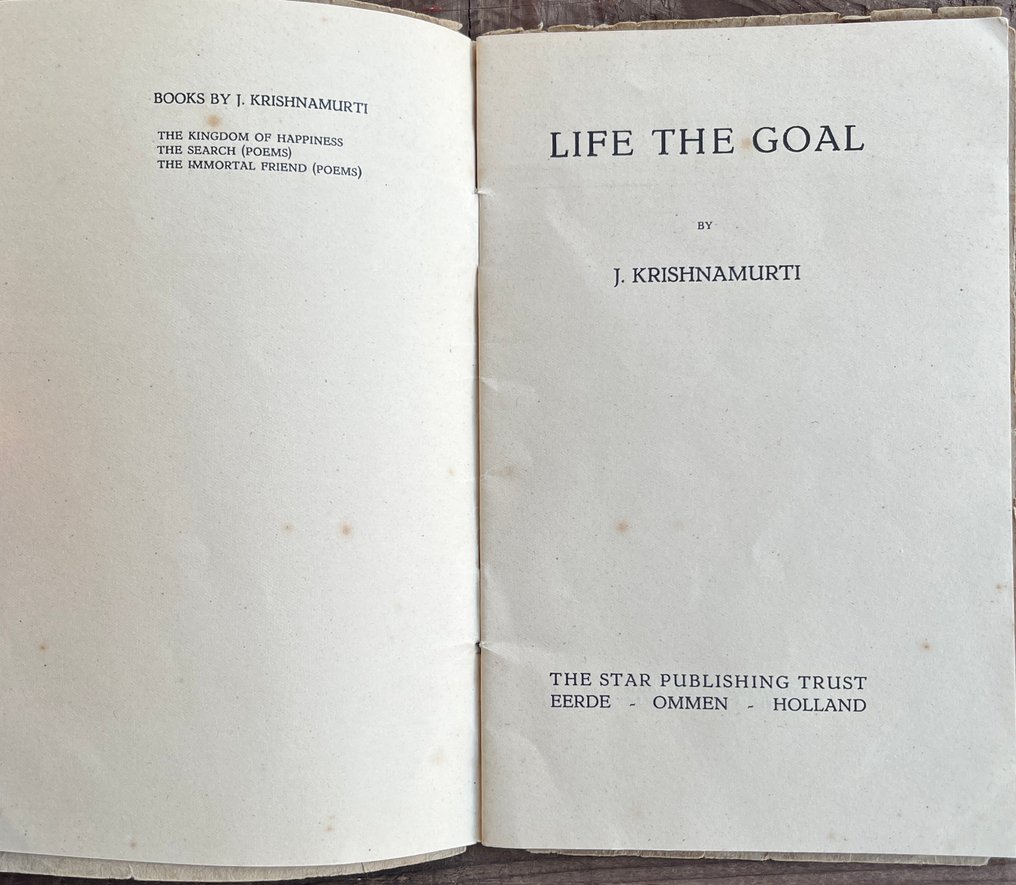 BOOKS BY J. KRISHNAMURTI
THE KINGDOM OF HAPPINESS
THE SEARCH (POEMS)
THE IMMORTAL FRIEND (POEMS)
LIFE THE GOAL
BY
J. KRISHNAMURTI
THE STAR PUBLISHING TRUST
EERDE - OMMEN - HOLLAND